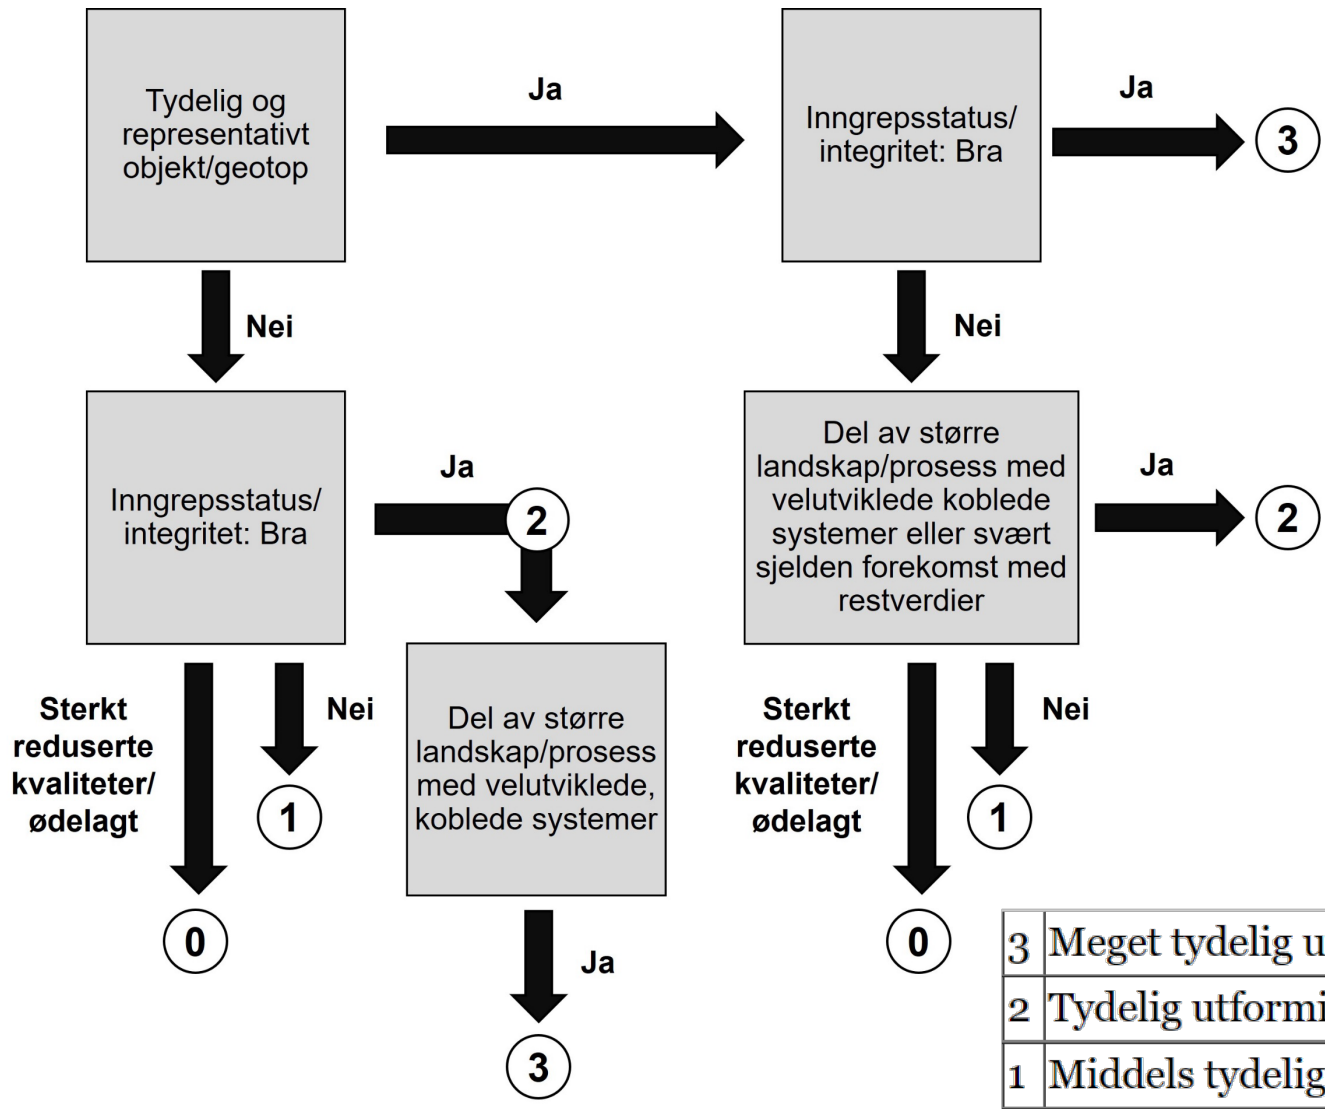 Tydelig og
representativt
objekt/geotop
Ja
Inngrepsstatus/
integritet: Bra
Ja
3
Nei
Nei
Inngrepsstatus/
integritet: Bra
Ja
2
Del av større
landskap/prosess med
velutviklede koblede
systemer eller svært
sjelden forekomst med
restverdier
Ja
2
Sterkt
reduserte
kvaliteter/
ødelagt
Nei
1
0
Del av større
landskap/prosess
med velutviklede,
koblede systemer
Ja
3
Sterkt
reduserte
kvaliteter/
ødelagt
Nei
1
0
3 Meget tydelig
2 Tydelig
1 Middels tydelig